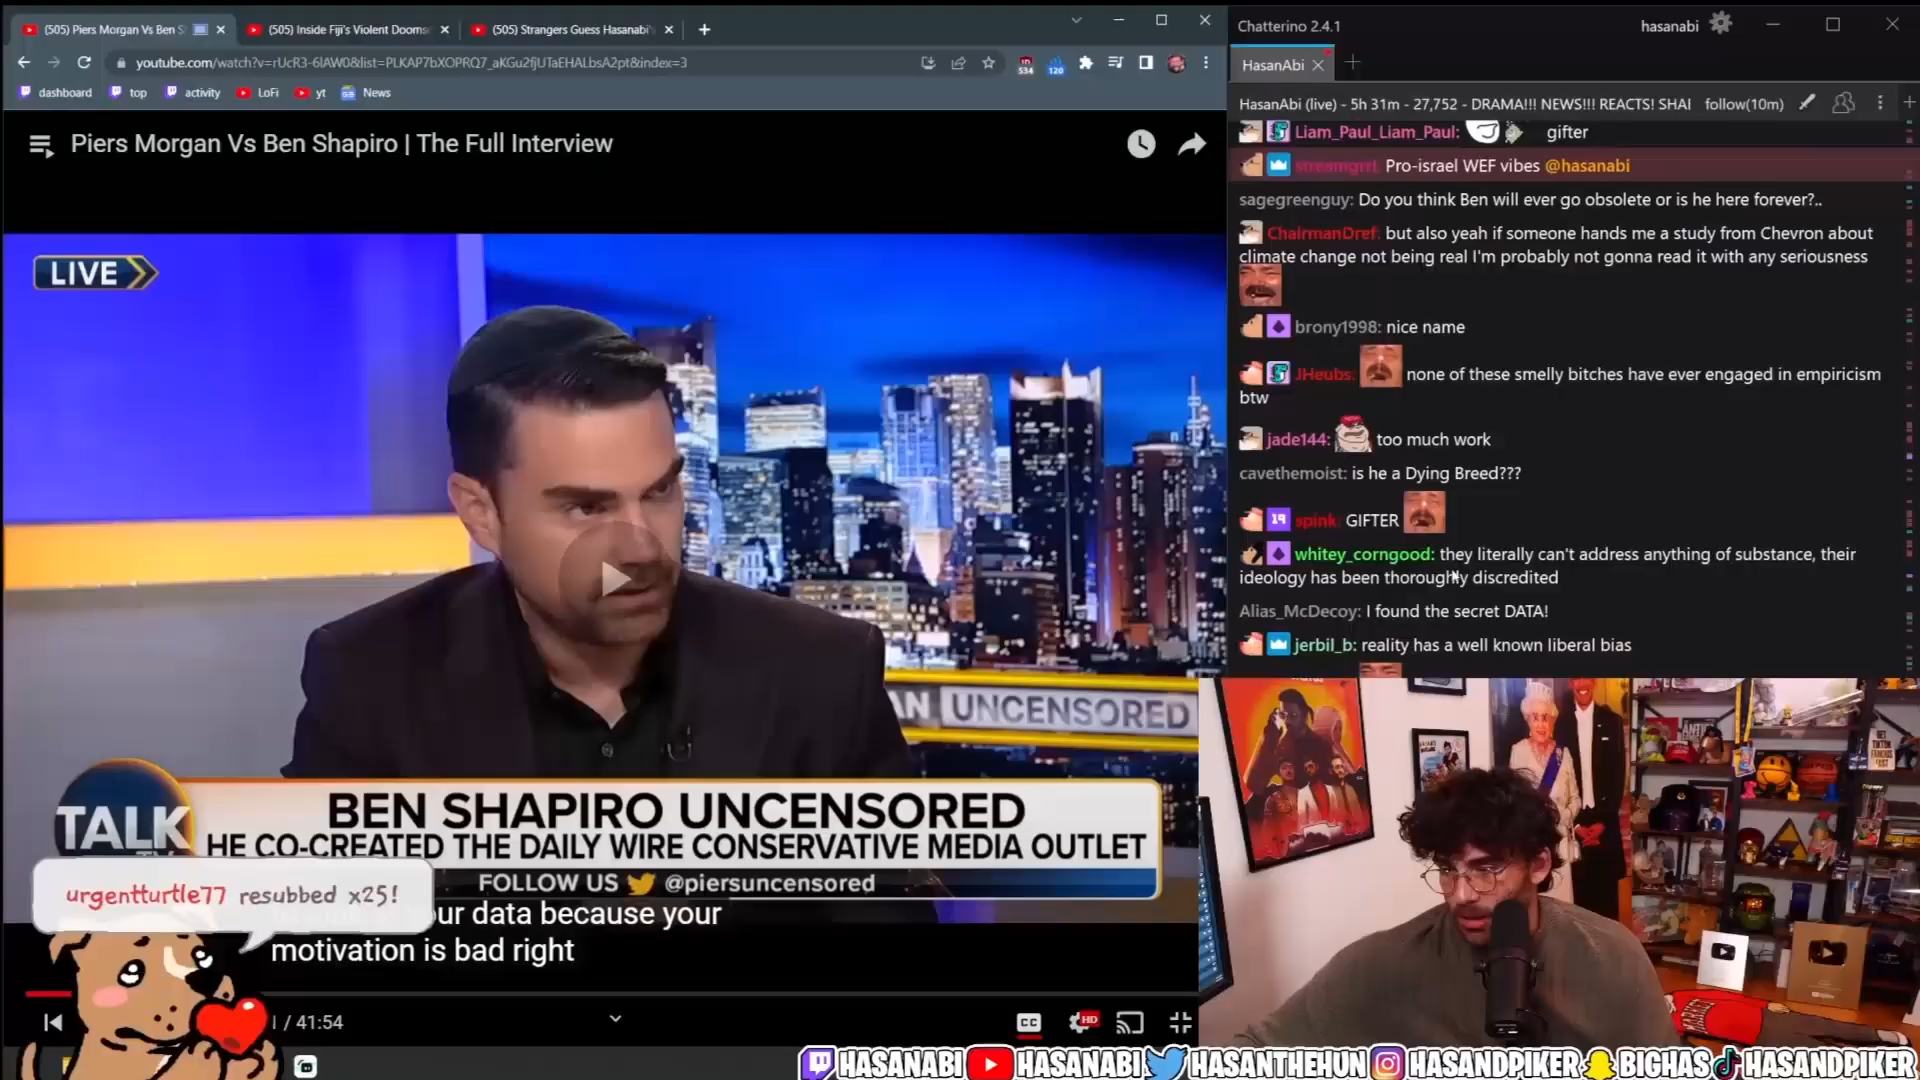 (505) Piers Morgan Vs Ben S
(505) Inside Fiji's Violent Dooms
(505) Strangers Guess Hasanabi's
youtube.com/watch?v=rUcR3-6lAW0&list=PLKAP7bXOPRQ7_aKGu2fjUTaEHALbsA2pt&index=3
534
120
dashboard
top
activity
LoFi
yt
News
Piers Morgan Vs Ben Shapiro | The Full Interview
LIVE
AN UNCENSORED
TALK
BEN SHAPIRO UNCENSORED
HE CO-CREATED THE DAILY WIRE CONSERVATIVE MEDIA OUTLET
FOLLOW US @piersuncensored
urgentturtle77 resubbed x25!
ur data because your
motivation is bad right
/ 41:54
CC
HD
Chatterino 2.4.1
hasanabi
HasanAbi
HasanAbi (live) - 5h 31m - 27,752 - DRAMA!!! NEWS!!! REACTS! SHAI
follow(10m)
Liam_Paul_Liam_Paul: gifter
streamgrrl: Pro-israel WEF vibes @hasanabi
sagegreenguy: Do you think Ben will ever go obsolete or is he here forever?..
ChairmanDref: but also yeah if someone hands me a study from Chevron about
climate change not being real I'm probably not gonna read it with any seriousness
brony1998: nice name
JHeubs: none of these smelly bitches have ever engaged in empiricism
btw
jade144: too much work
cavethemoist: is he a Dying Breed???
19 spink: GIFTER
whitey_corngood: they literally can't address anything of substance, their
ideology has been thoroughly discredited
Alias_McDecoy: I found the secret DATA!
jerbil_b: reality has a well known liberal bias
HASANABI HASANABI HASANTHEHUN HASANDPIKER BIGHAS HASANDPIKER